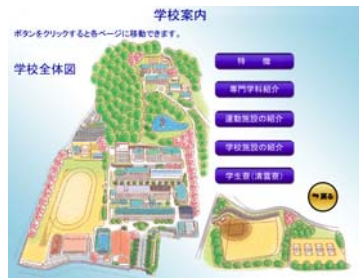 学校案内
ボタンをクリックすると各ページに移動できます。
学校全体図
特　徴
専門学科紹介
運動施設の紹介
学校施設の紹介
学生寮(清鷺寮)
戻る